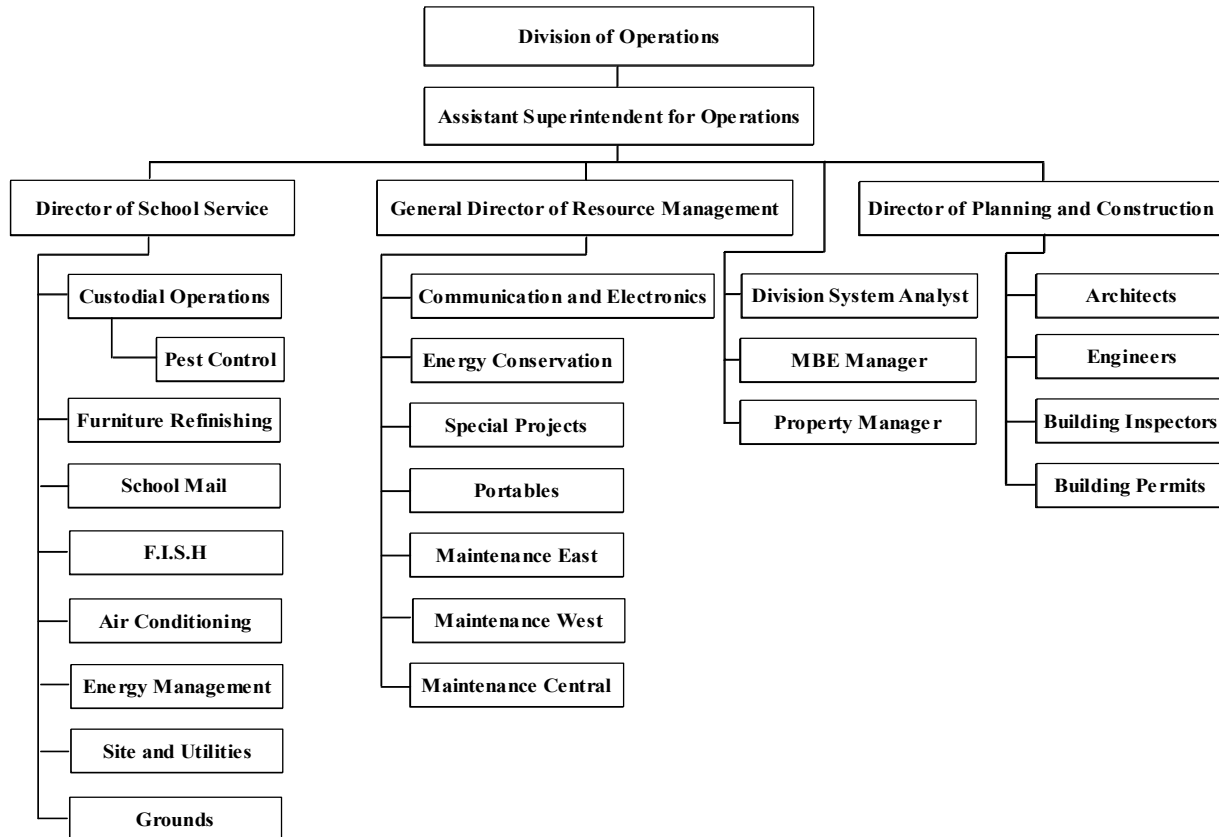 Division of Operations
Assistant Superintendent for Operations
Director of School Service
General Director of Resource Management
Director of Planning and Construction
Custodial Operations
Pest Control
Furniture Refinishing
School Mail
F.I.S.H
Air Conditioning
Energy Management
Site and Utilities
Grounds
Communication and Electronics
Energy Conservation
Special Projects
Portables
Maintenance East
Maintenance West
Maintenance Central
Division System Analyst
MBE Manager
Property Manager
Architects
Engineers
Building Inspectors
Building Permits